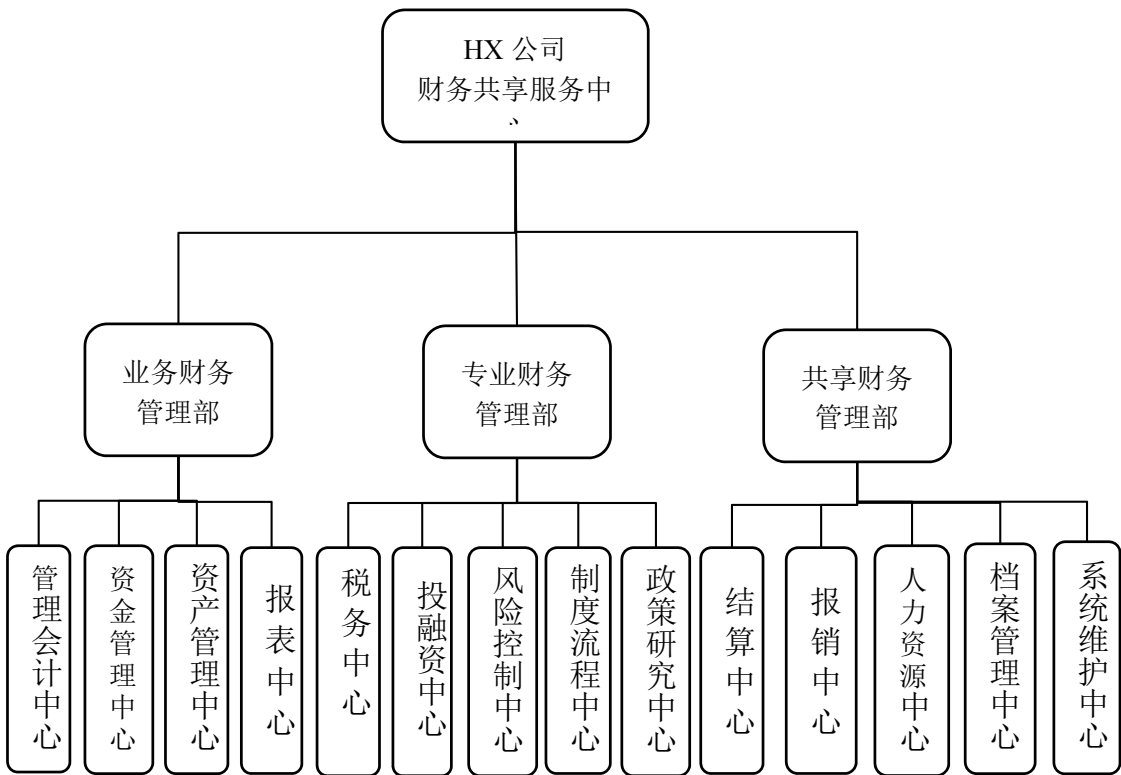 HX 公司
财务共享服务中
心
业务财务
管理部
专业财务
管理部
共享财务
管理部
管理会计中心
资金管理中心
资产管理中心
报表中心
税务中心
投融资中心
风险控制中心
制度流程中心
政策研究中心
结算中心
报销中心
人力资源中心
档案管理中心
系统维护中心